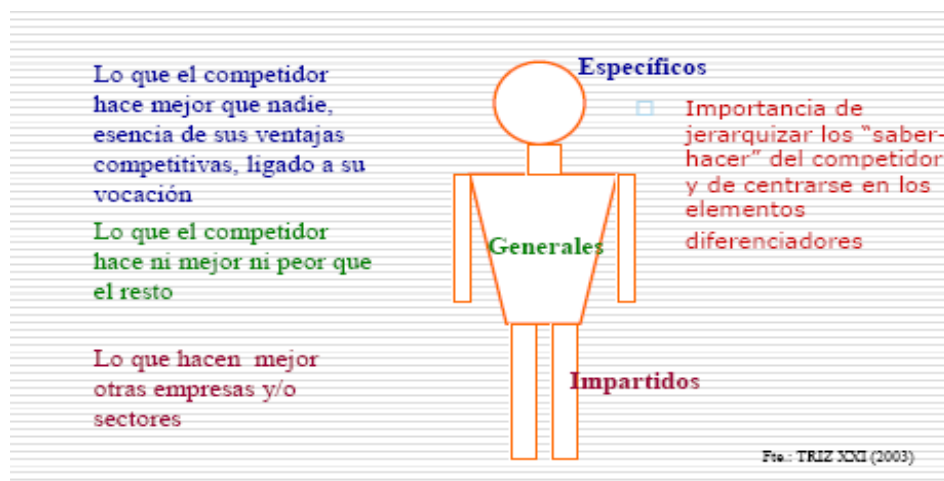 Lo que el competidor
hace mejor que nadie,
esencia de sus ventajas
competitivas, ligado a su
vocación
Lo que el competidor
hace ni mejor ni peor que
el resto
Lo que hacen mejor
otras empresas y/o
sectores
Específicos
Generales
Impartidos
Importancia de
jerarquizar los “saber-
hacer” del competidor
y de centrarse en los
elementos
diferenciadores
Fte.: TRIZ XXI (2003)